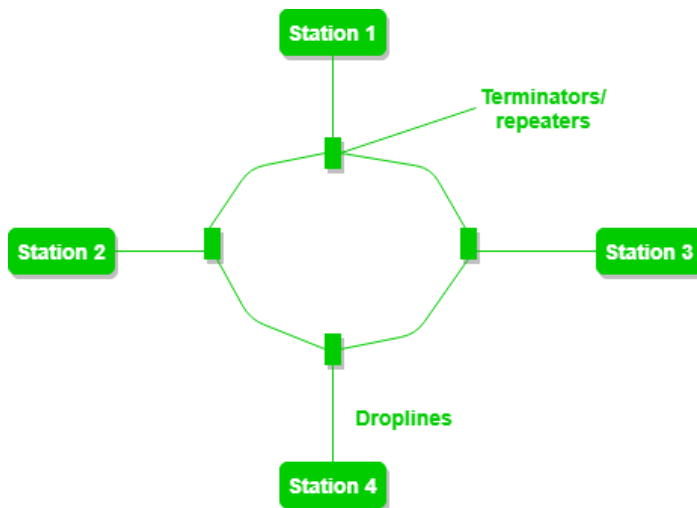 Station 1
Terminators/
repeaters
Station 2
Station 3
Droplines
Station 4